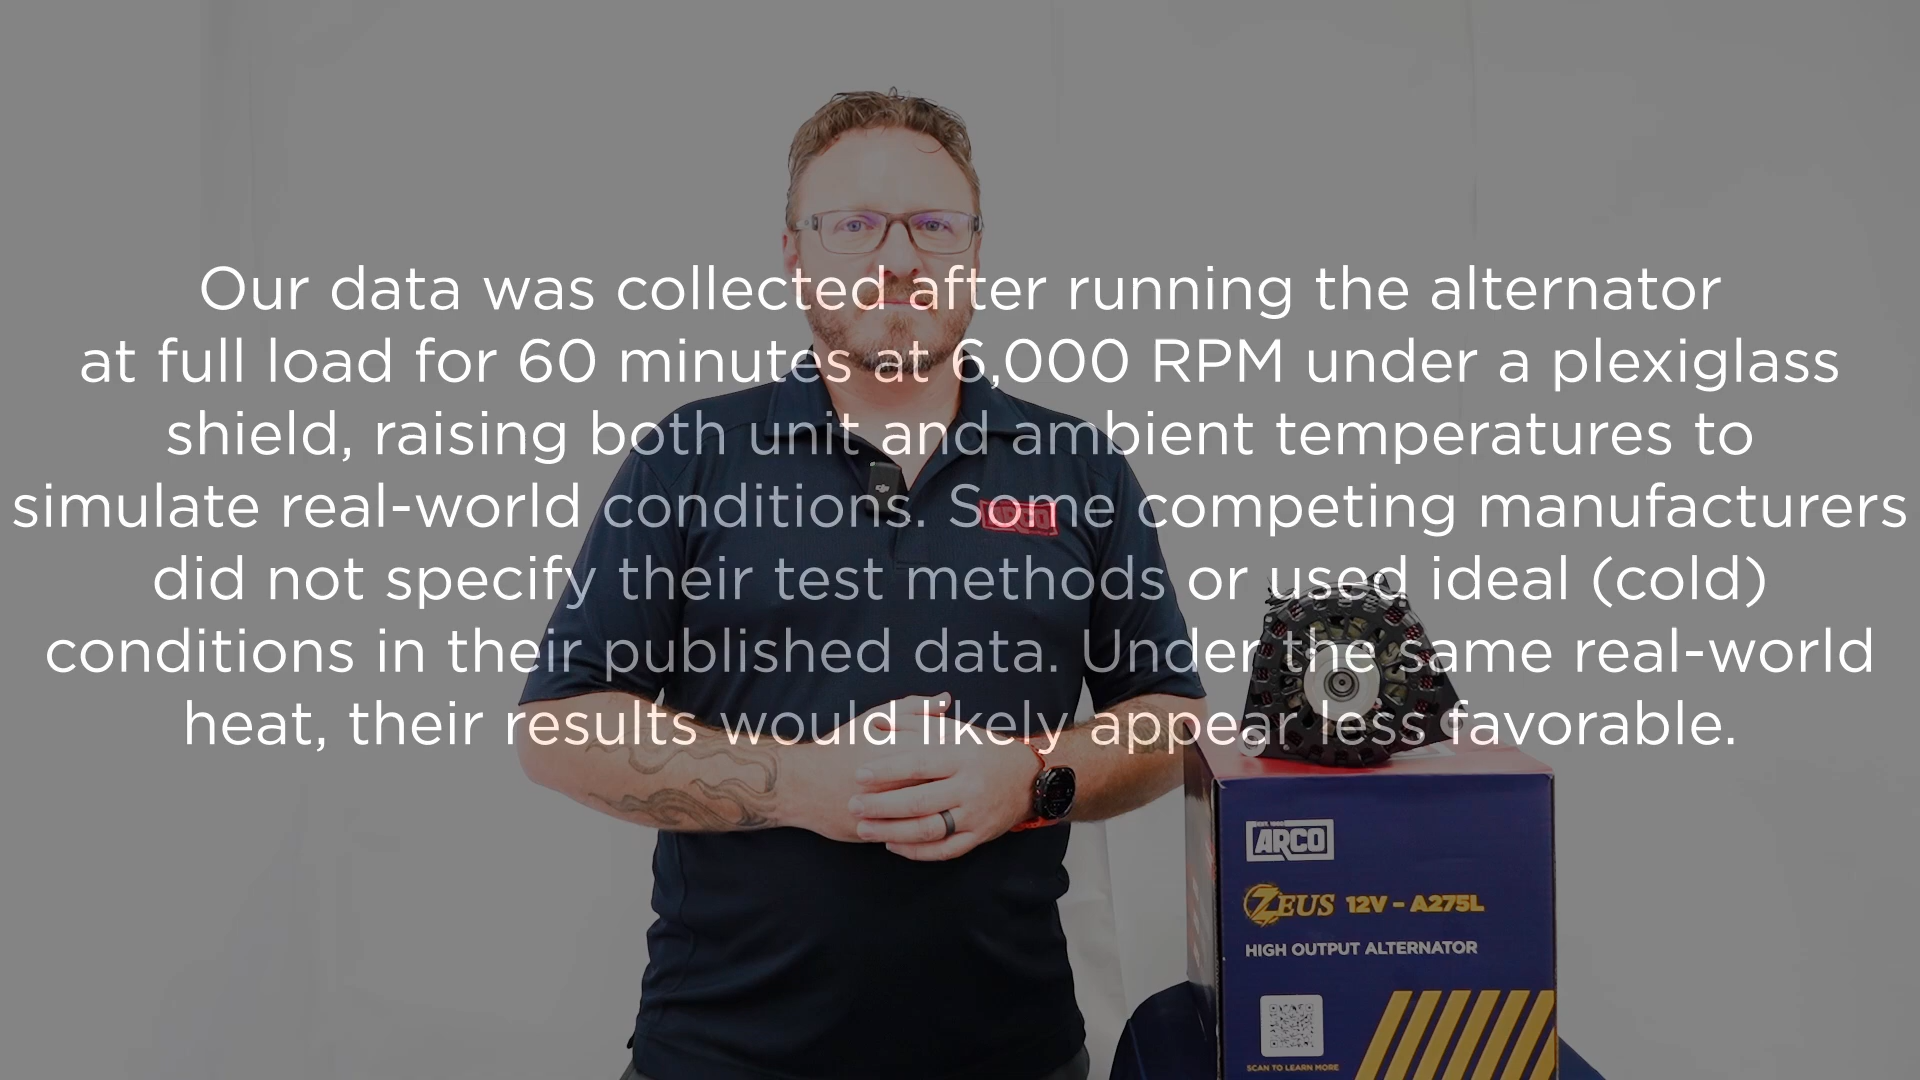 Our data was collected after running the alternator
at full load for 60 minutes at 6,000 RPM under a plexiglass
shield, raising both unit and ambient temperatures to
simulate real-world conditions. Some competing manufacturers
did not specify their test methods or used ideal (cold)
conditions in their published data. Under the same real-world
heat, their results would likely appear less favorable.
ARCO
ARCO
ZEUS 12V - A275L
HIGH OUTPUT ALTERNATOR
SCAN TO LEARN MORE